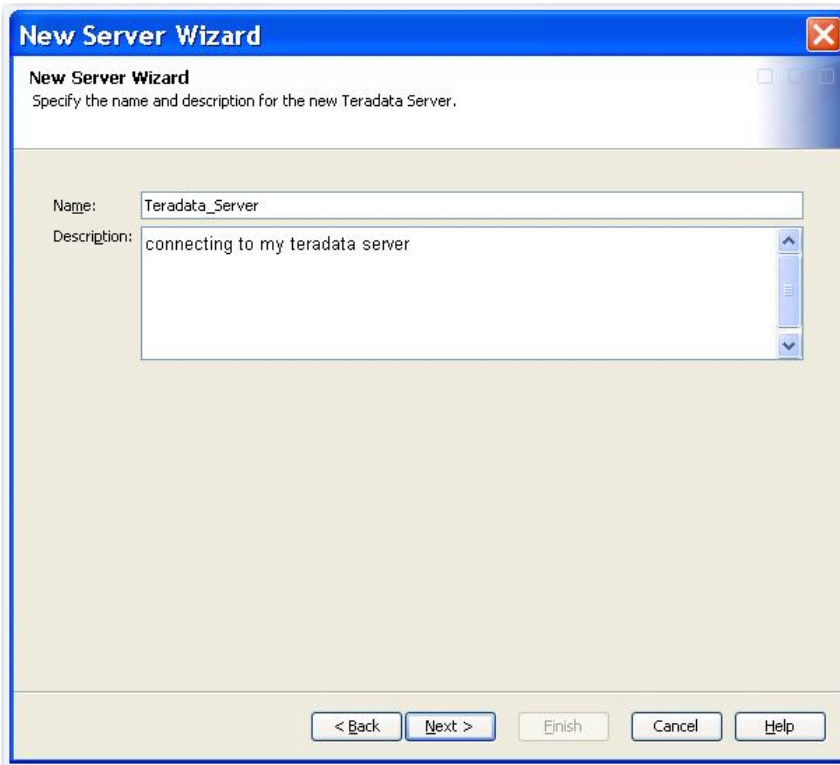 New Server Wizard
New Server Wizard
Specify the name and description for the new Teradata Server.
Name: Teradata_Server
Description: connecting to my teradata server
< Back Next > Finish Cancel Help